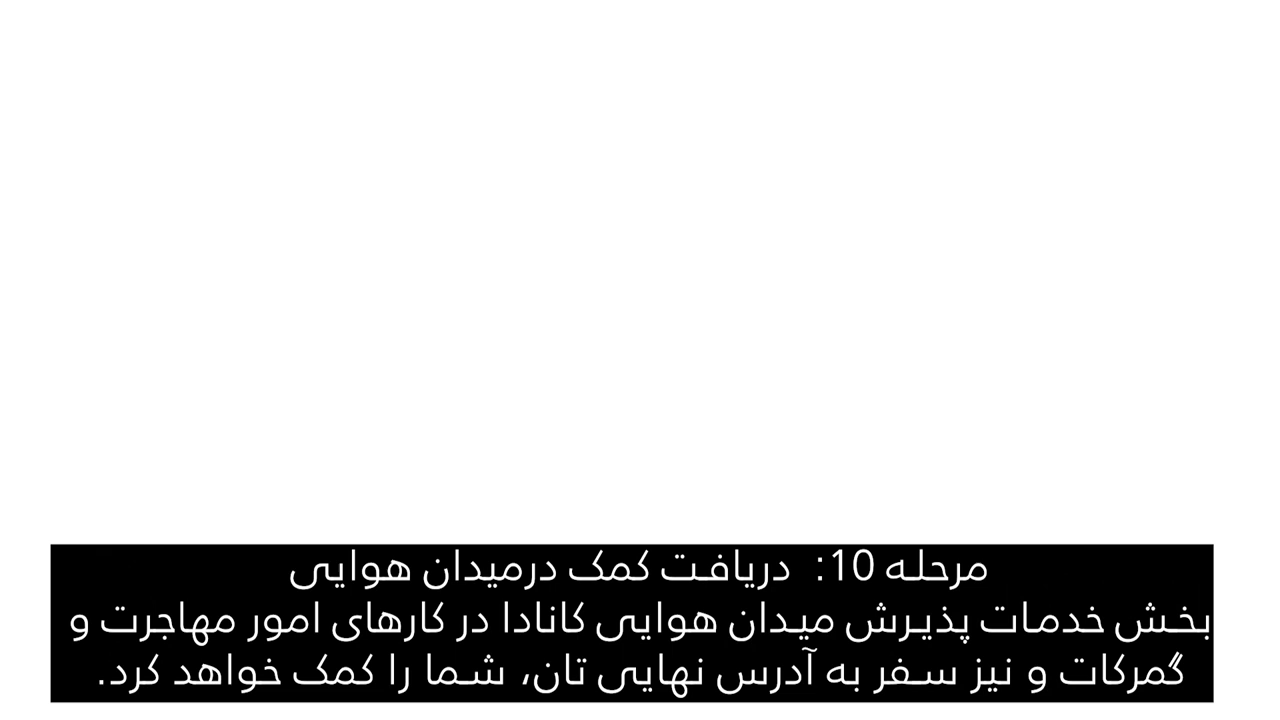 مرحله 10:  دریافت کمک درمیدان هوایی
بخش خدمات پذیرش میدان هوایی کانادا در کارهای امور مهاجرت و
گمرکات و نیز سفر به آدرس نهایی تان، شما را کمک خواهد کرد.